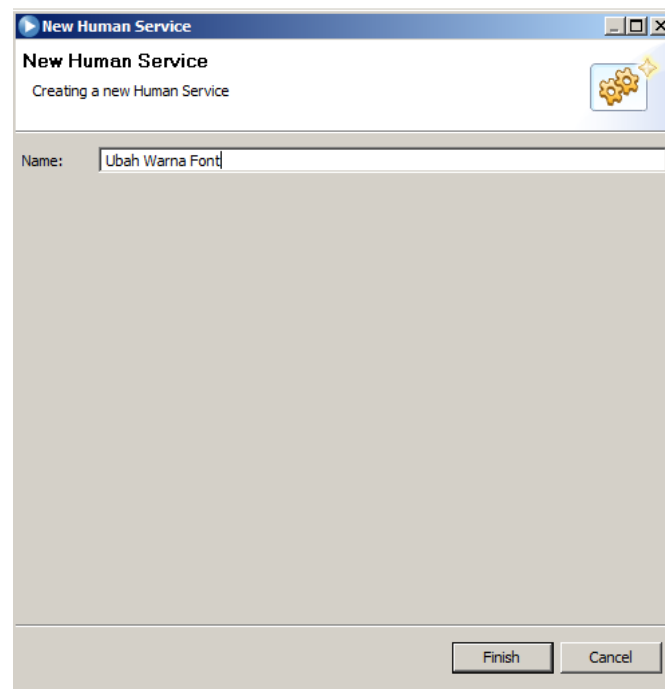 New Human Service
New Human Service
Creating a new Human Service
Name: Ubah Warna Font
Finish Cancel